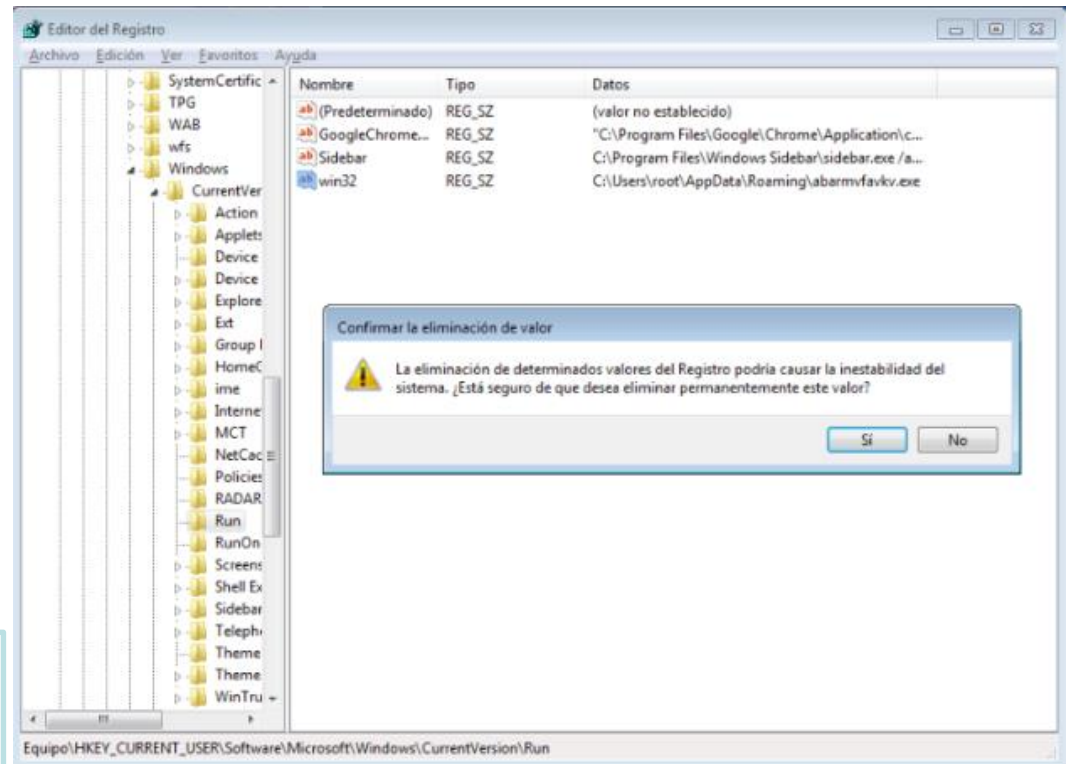 Editor del Registro
Archivo Edición Ver Favoritos Ayuda
SystemCertific
TPG
WAB
wfs
Windows
CurrentVer
Action
Applets
Device
Device
Explore
Ext
Group
HomeG
ime
Interne
MCT
NetCac
Policies
RADAR
Run
RunOn
Screens
Shell Ex
Sidebar
Teleph
Theme
Theme
WinTru
Nombre Tipo Datos
(Predeterminado) REG_SZ (valor no establecido)
GoogleChrome... REG_SZ "C:\Program Files\Google\Chrome\Application\c...
Sidebar REG_SZ C:\Program Files\Windows Sidebar\sidebar.exe /a...
win32 REG_SZ C:\Users\root\AppData\Roaming\abarmvfavkv.exe
Confirmar la eliminación de valor
La eliminación de determinados valores del Registro podría causar la inestabilidad del
sistema. ¿Está seguro de que desea eliminar permanentemente este valor?
Sí No
Equipo\HKEY_CURRENT_USER\Software\Microsoft\Windows\CurrentVersion\Run